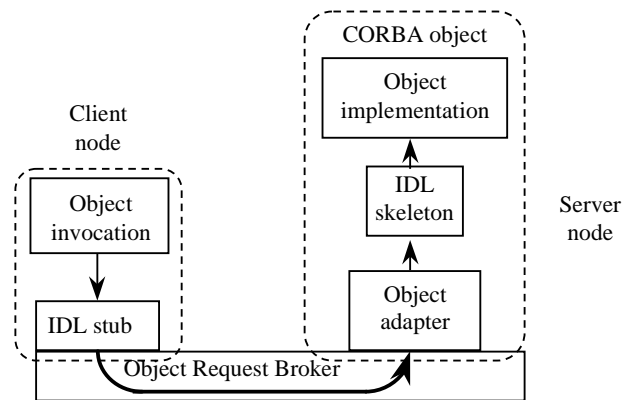 CORBA object
Object
implementation
Client
node
IDL
skeleton
Object
invocation
Server
node
Object
adapter
IDL stub
Object Request Broker